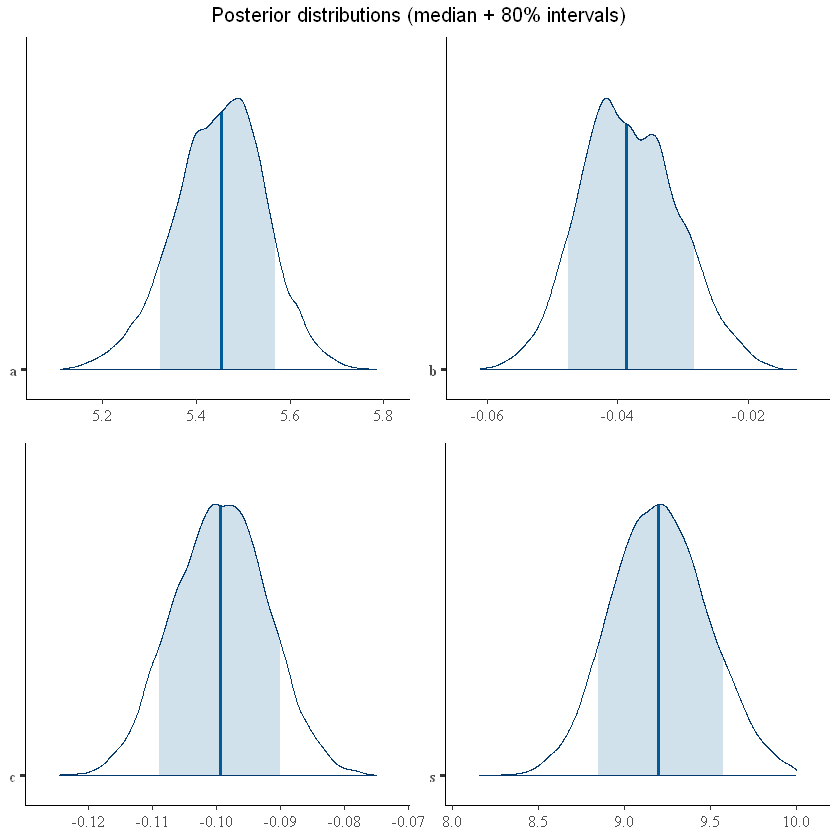 Posterior distributions (median + 80% intervals)
a
5.2 5.4 5.6 5.8
b
-0.06 -0.04 -0.02
c
-0.12 -0.11 -0.10 -0.09 -0.08 -0.07
s
8.0 8.5 9.0 9.5 10.0